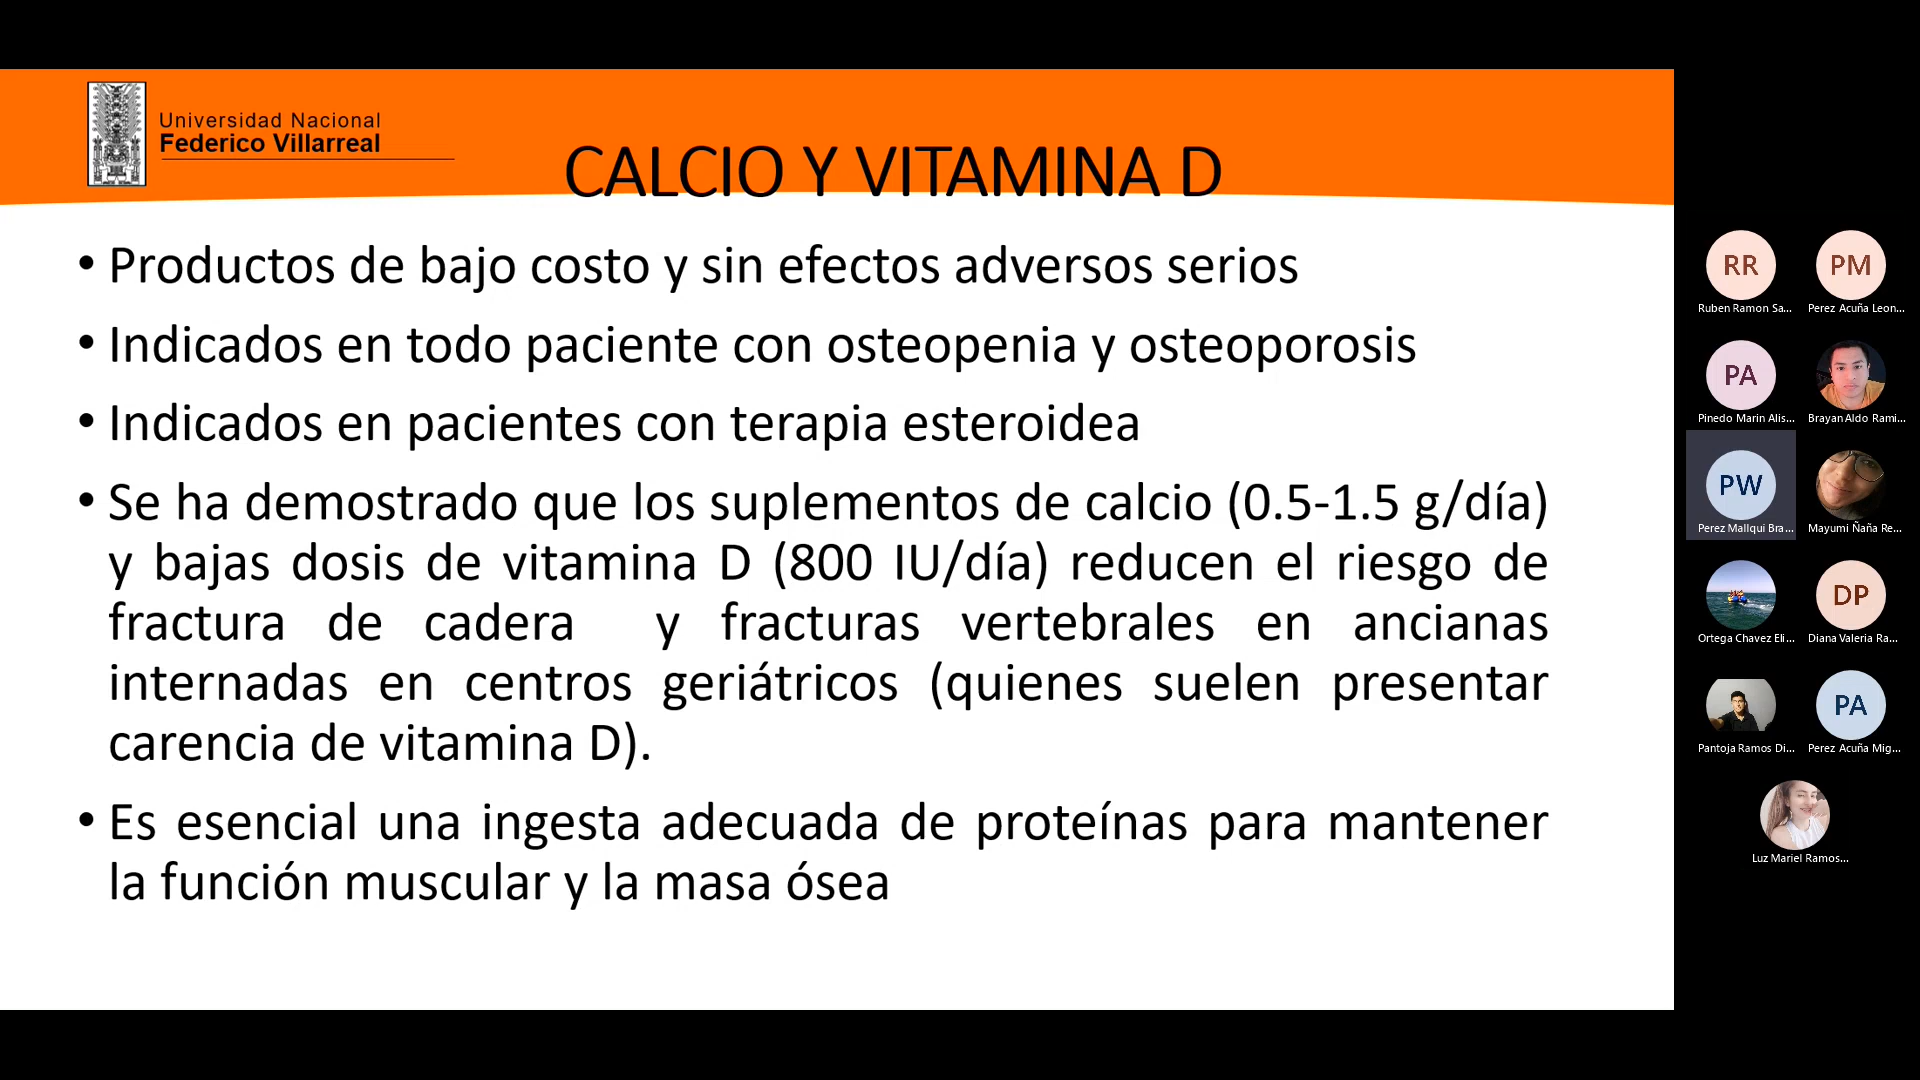 Universidad Nacional
Federico Villarreal
CALCIO Y VITAMINA D
• Productos de bajo costo y sin efectos adversos serios
• Indicados en todo paciente con osteopenia y osteoporosis
• Indicados en pacientes con terapia esteroidea
• Se ha demostrado que los suplementos de calcio (0.5-1.5 g/día)
y bajas dosis de vitamina D (800 IU/día) reducen el riesgo de
fractura de cadera y fracturas vertebrales en ancianas
internadas en centros geriátricos (quienes suelen presentar
carencia de vitamina D).
• Es esencial una ingesta adecuada de proteínas para mantener
la función muscular y la masa ósea
RR
PM
Ruben Ramon Sa...
Perez Acuña Leon...
PA
Pinedo Marin Alis...
Brayan Aldo Rami...
PW
Perez Mallqui Bra...
Mayumi Ñaña Re...
DP
Ortega Chavez Eli...
Diana Valeria Ra...
PA
Pantoja Ramos Di...
Perez Acuña Mig...
Luz Mariel Ramos...